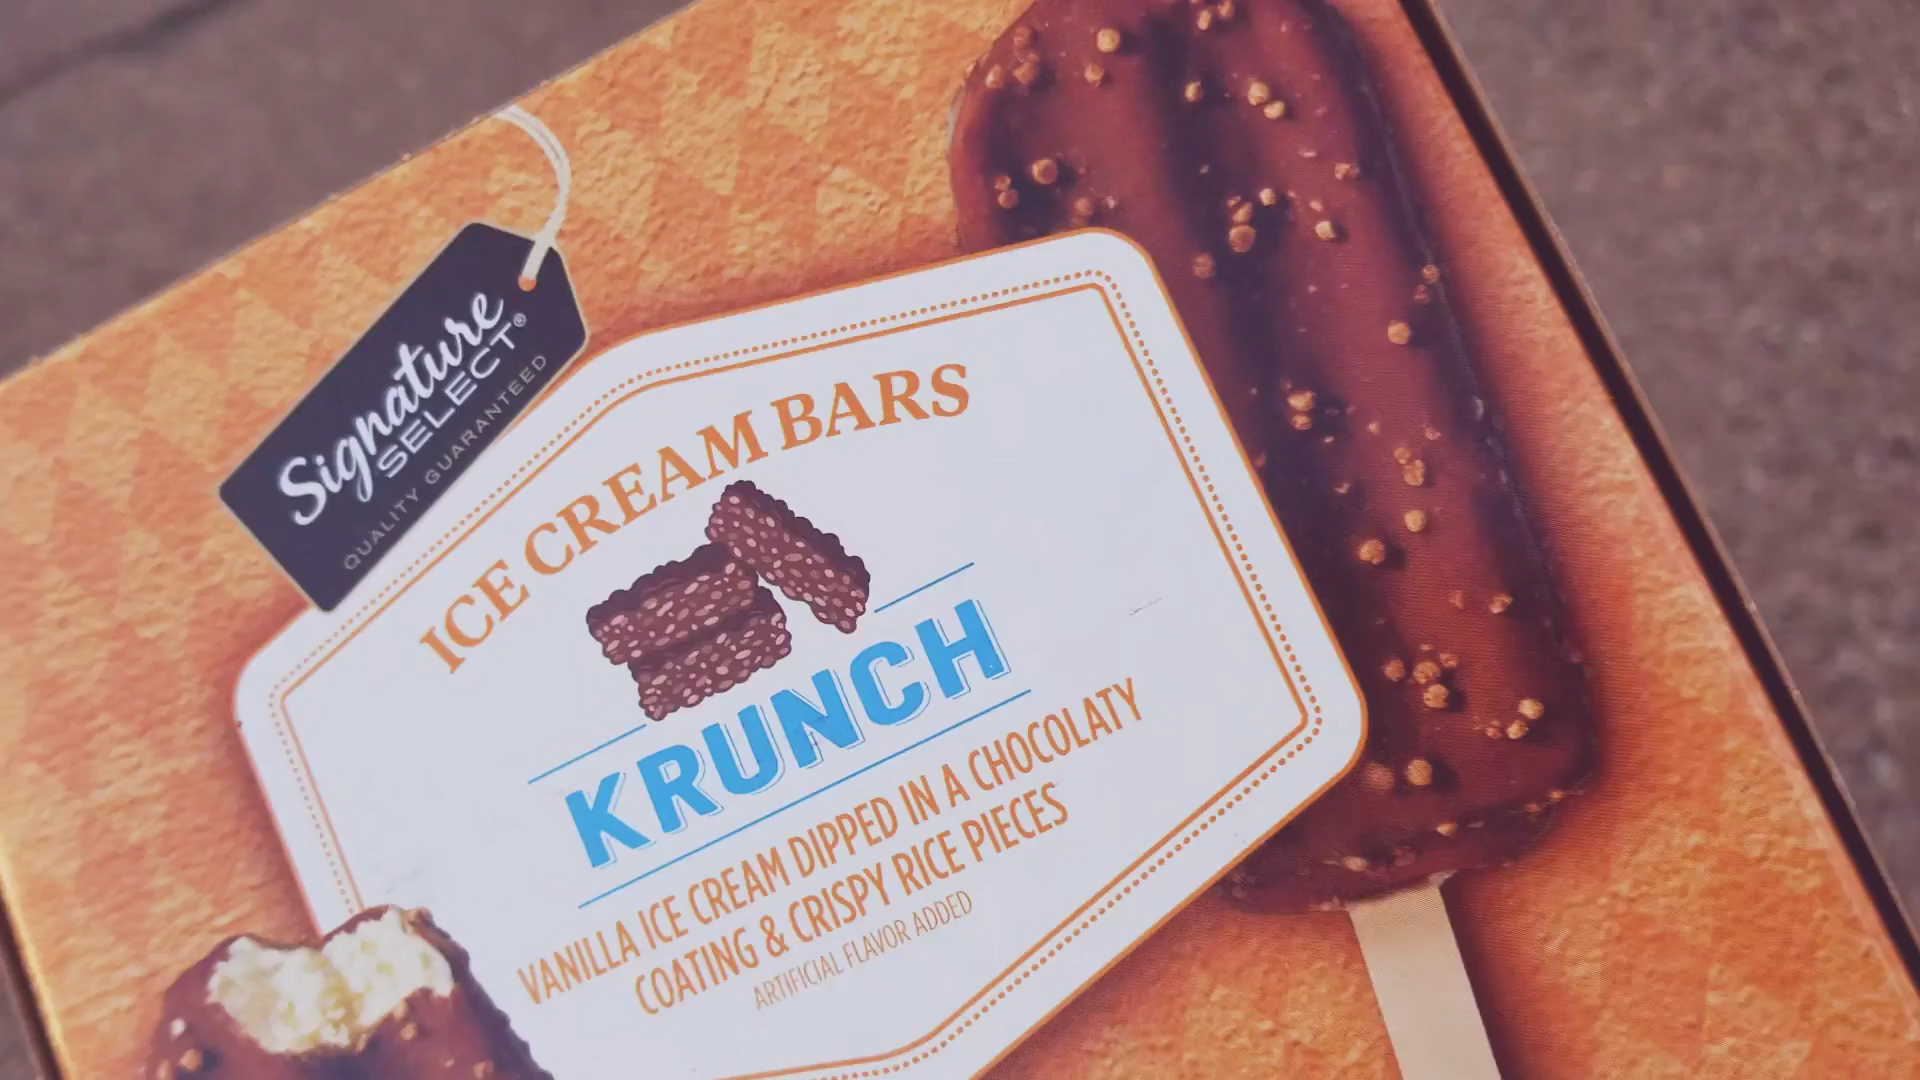 Signature
SELECT®
QUALITY GUARANTEED
ICE CREAM BARS
KRUNCH
VANILLA ICE CREAM DIPPED IN A CHOCOLATY
COATING & CRISPY RICE PIECES
ARTIFICIAL FLAVOR ADDED